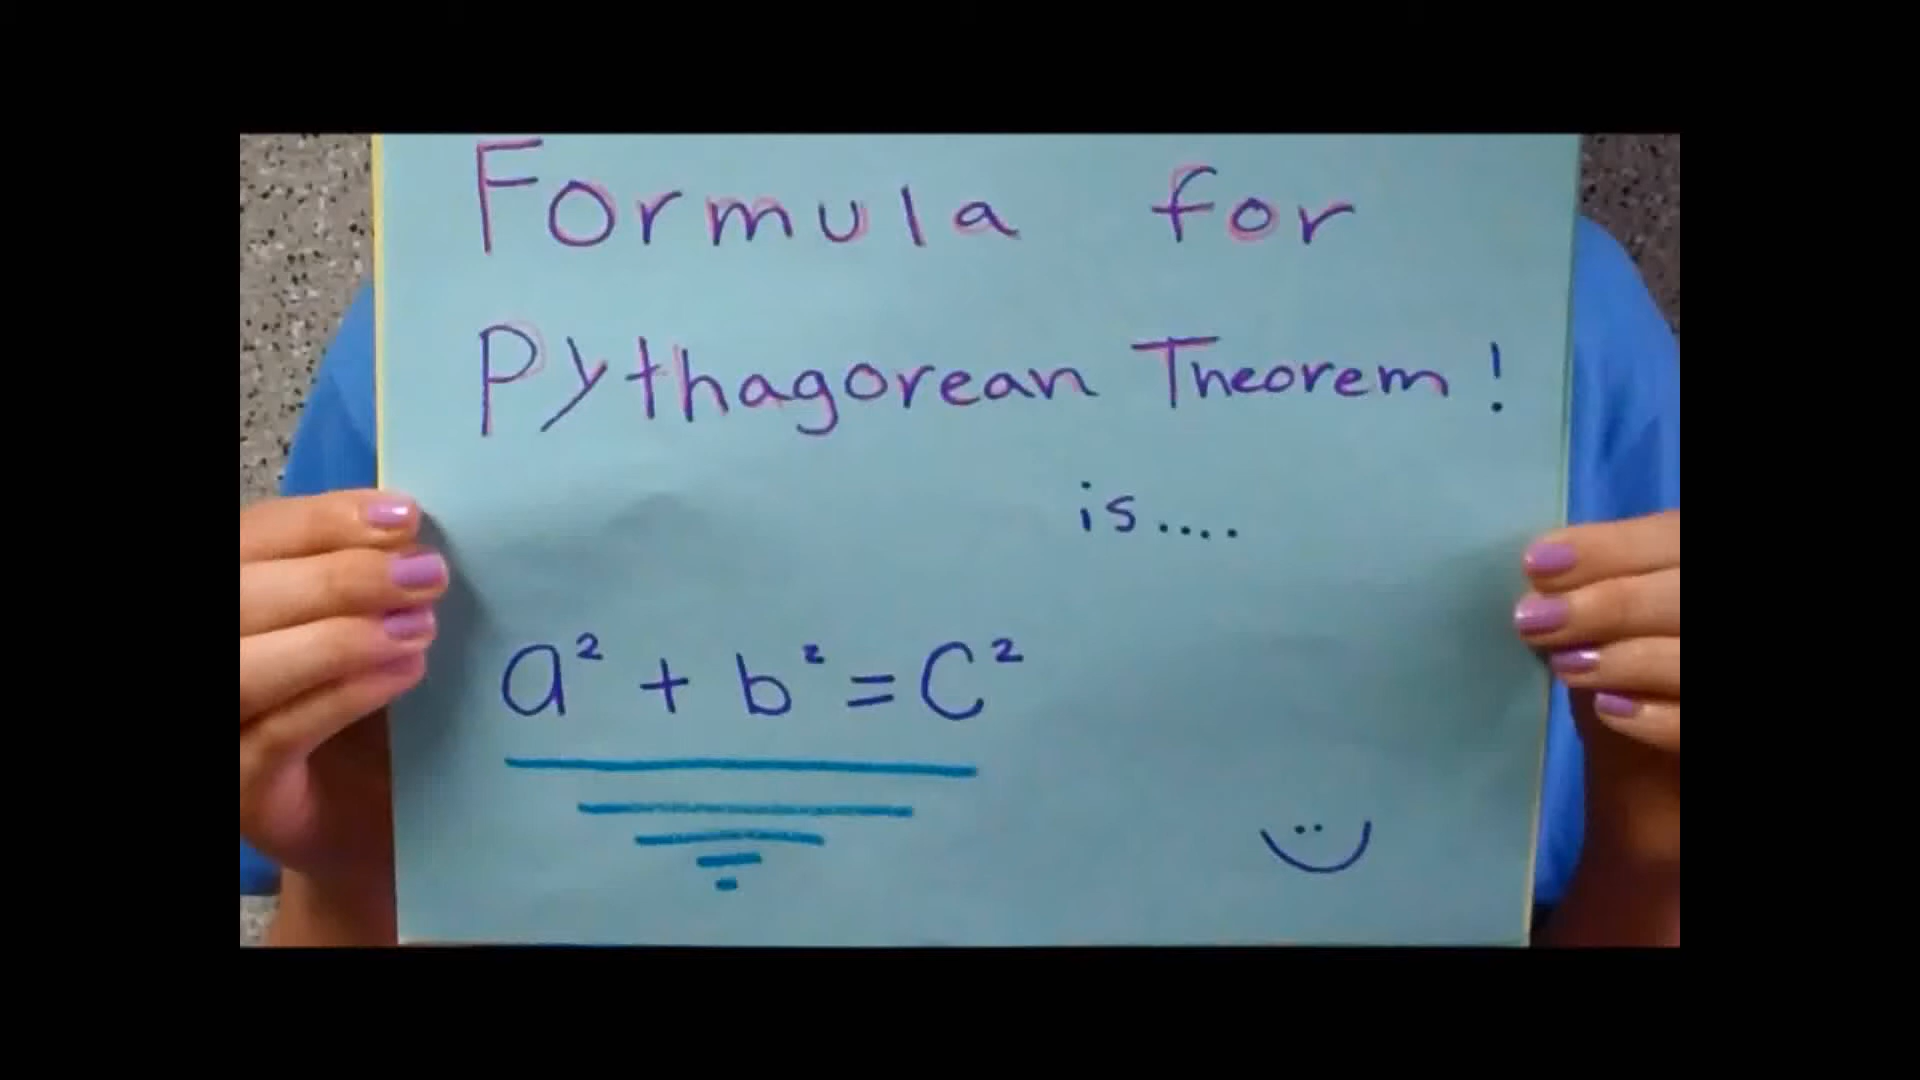 Formula for
Pythagorean Theorem!
is....
a² + b² = c²